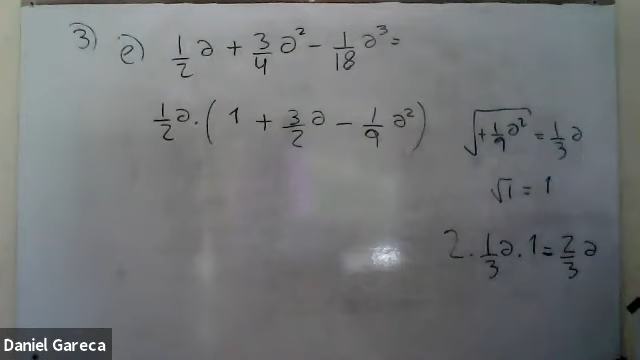 3) e) 1/2 a + 3/4 a² - 1/18 a³ =
1/2 a . ( 1 + 3/2 a - 1/9 a² )
√+1/9 a² = 1/3 a
√1 = 1
2 . 1/3 a . 1 = 2/3 a
Daniel Gareca